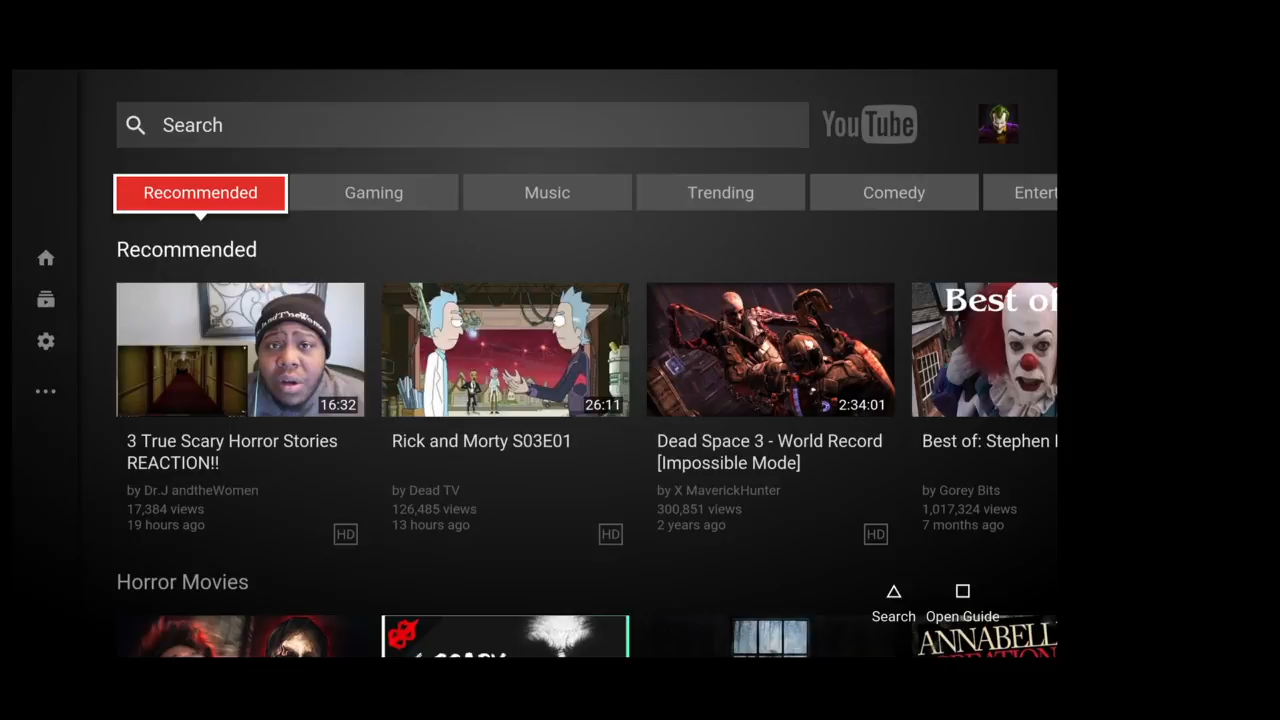 Search
YouTube
Recommended
Gaming
Music
Trending
Comedy
Entert
Recommended
Best of
16:32
26:11
2:34:01
3 True Scary Horror Stories
REACTION!!
by Dr.J andtheWomen
17,384 views
19 hours ago
HD
Rick and Morty S03E01
by Dead TV
126,485 views
13 hours ago
HD
Dead Space 3 - World Record
[Impossible Mode]
by X MaverickHunter
300,851 views
2 years ago
HD
Best of: Stephen
by Gorey Bits
1,017,324 views
7 months ago
Horror Movies
Search
Open Guide
ANNABELL